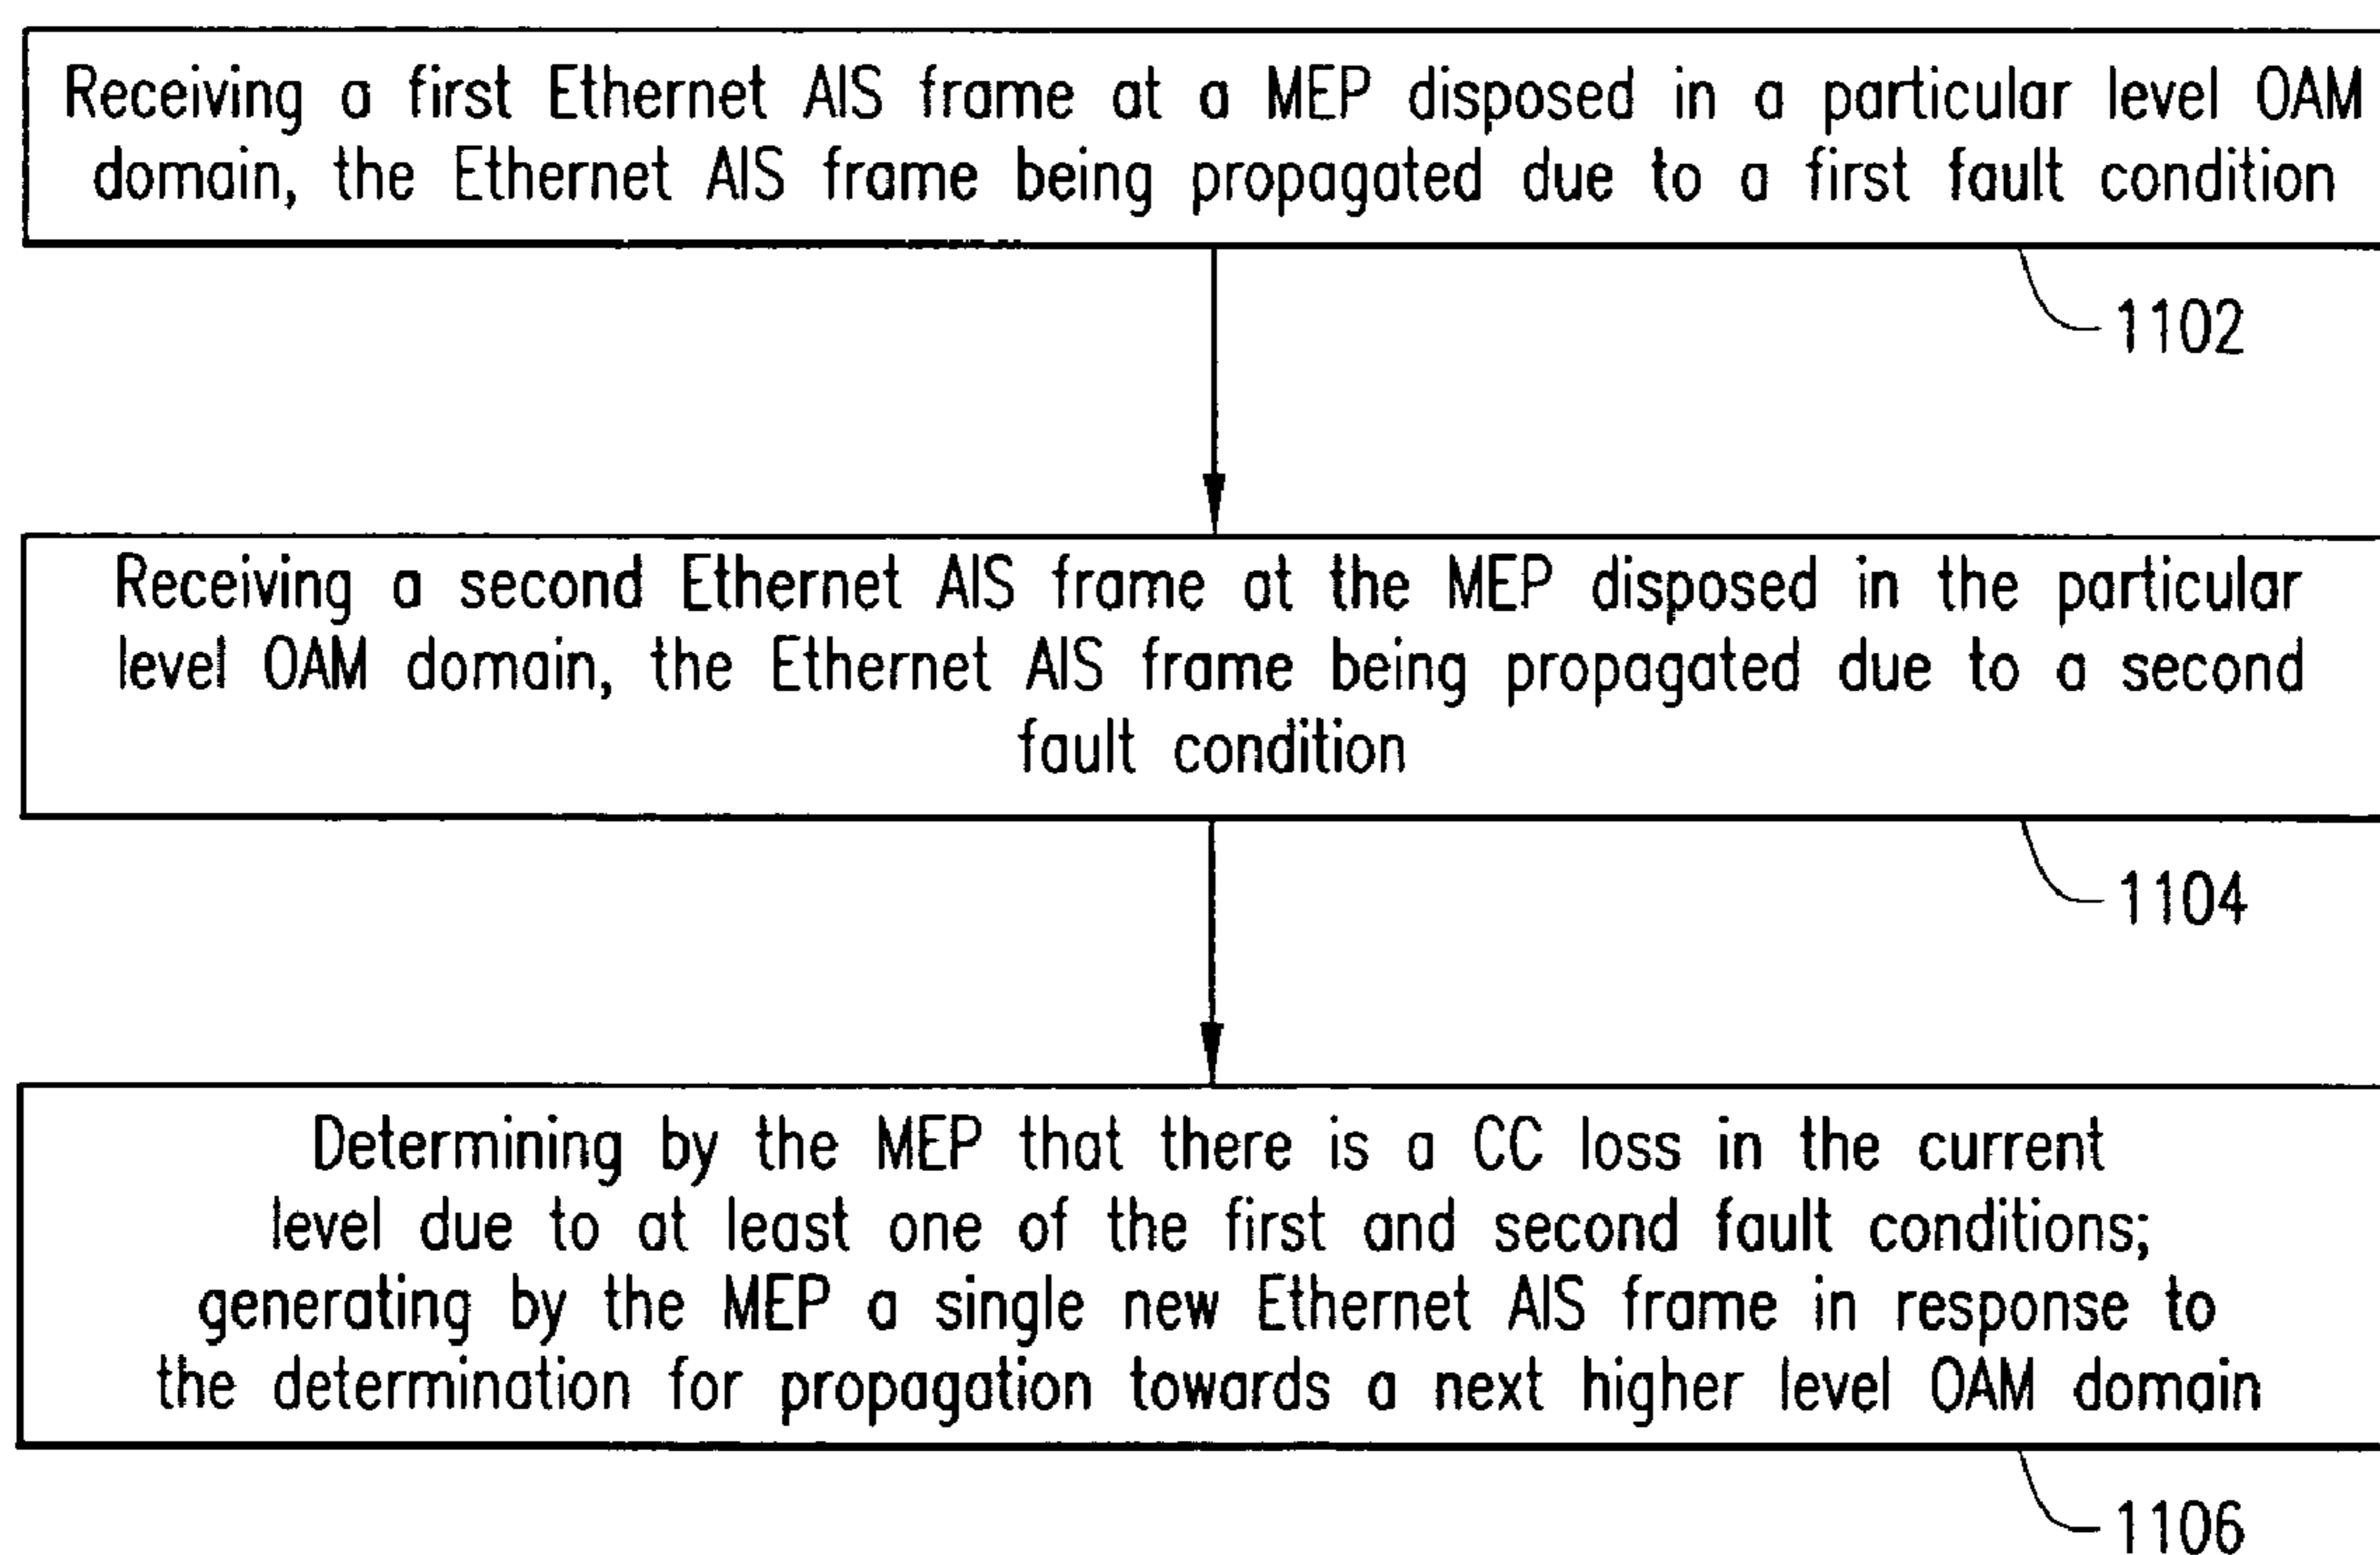 Receiving a first Ethernet AIS frame at a MEP disposed in a particular level OAM
domain, the Ethernet AIS frame being propagated due to a first fault condition
1102
Receiving a second Ethernet AIS frame at the MEP disposed in the particular
level OAM domain, the Ethernet AIS frame being propagated due to a second
fault condition
1104
Determining by the MEP that there is a CC loss in the current
level due to at least one of the first and second fault conditions;
generating by the MEP a single new Ethernet AIS frame in response to
the determination for propagation towards a next higher level OAM domain
1106